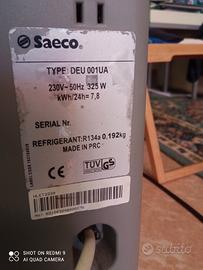 Saeco
TYPE: DEU 001UA
230V~50Hz 325 W
kWh/24h= 7,8
SERIAL Nr.
REFRIGERANT:R134a 0,192kg
MADE IN PRC
TÜV GS
SHOT ON REDMI 9
AI QUAD CAMERA
subito